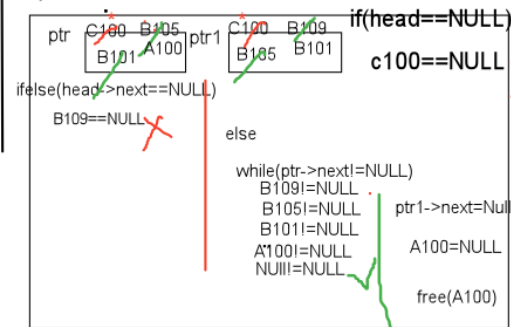 if(head==NULL)
c100==NULL
ptr C100 B105
B101 A100
ptr1 C100 B109
B105 B101
ifelse(head->next==NULL)
B109==NULL
else
while(ptr->next!=NULL)
B109!=NULL
B105!=NULL
B101!=NULL
A100!=NULL
NUll!=NULL
ptr1->next=Null
A100=NULL
free(A100)